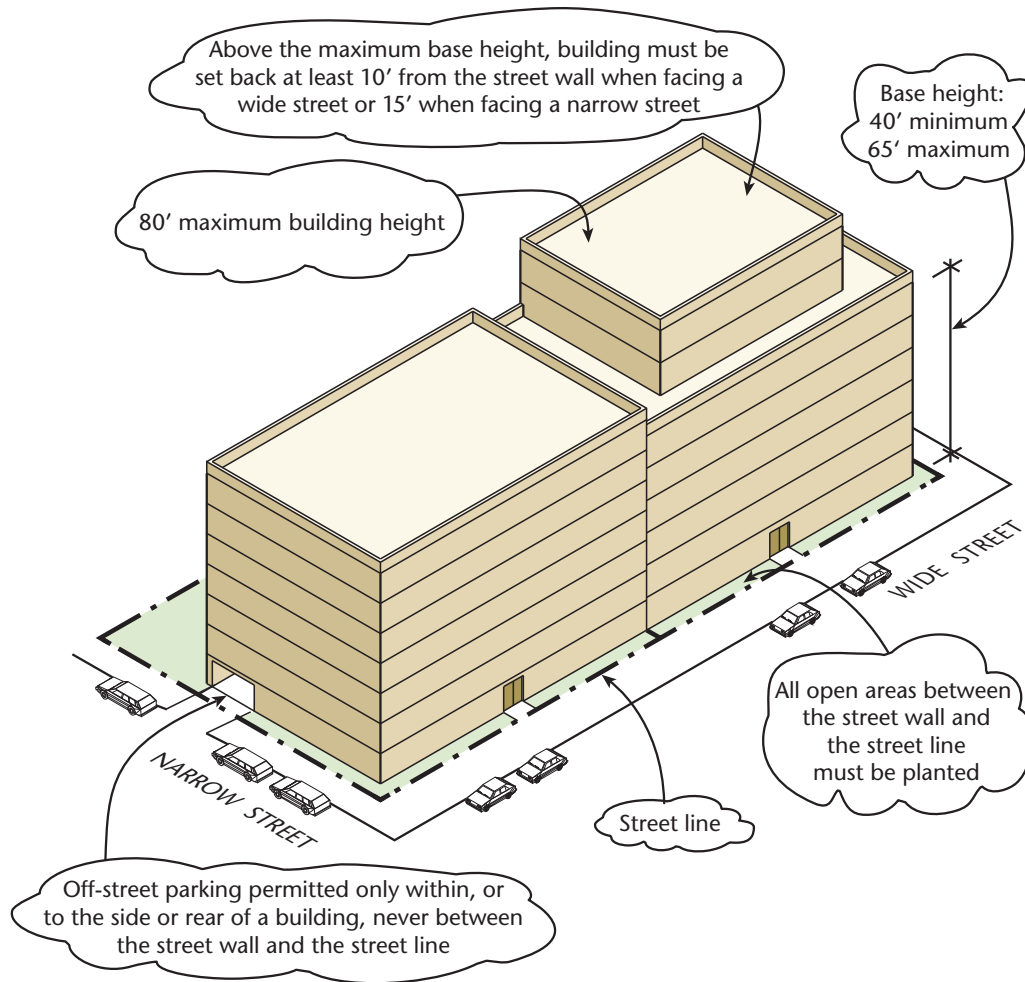 Above the maximum base height, building must be
set back at least 10′ from the street wall when facing a
wide street or 15′ when facing a narrow street
Base height:
40′ minimum
65′ maximum
80′ maximum building height
WIDE STREET
All open areas between
the street wall and
the street line
must be planted
NARROW STREET
Street line
Off-street parking permitted only within, or
to the side or rear of a building, never between
the street wall and the street line